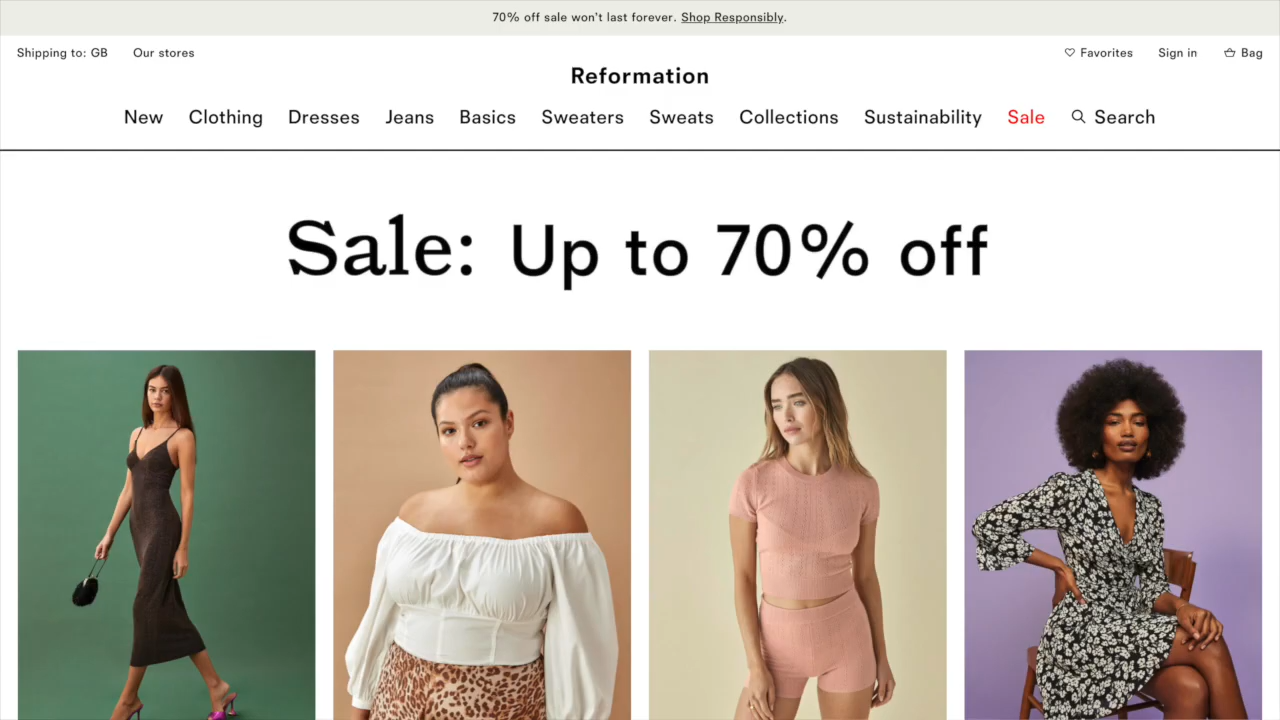 70% off sale won't last forever. Shop Responsibly.
Shipping to: GB
Our stores
Favorites
Sign in
Bag
Reformation
New
Clothing
Dresses
Jeans
Basics
Sweaters
Sweats
Collections
Sustainability
Sale
Search
Sale: Up to 70% off